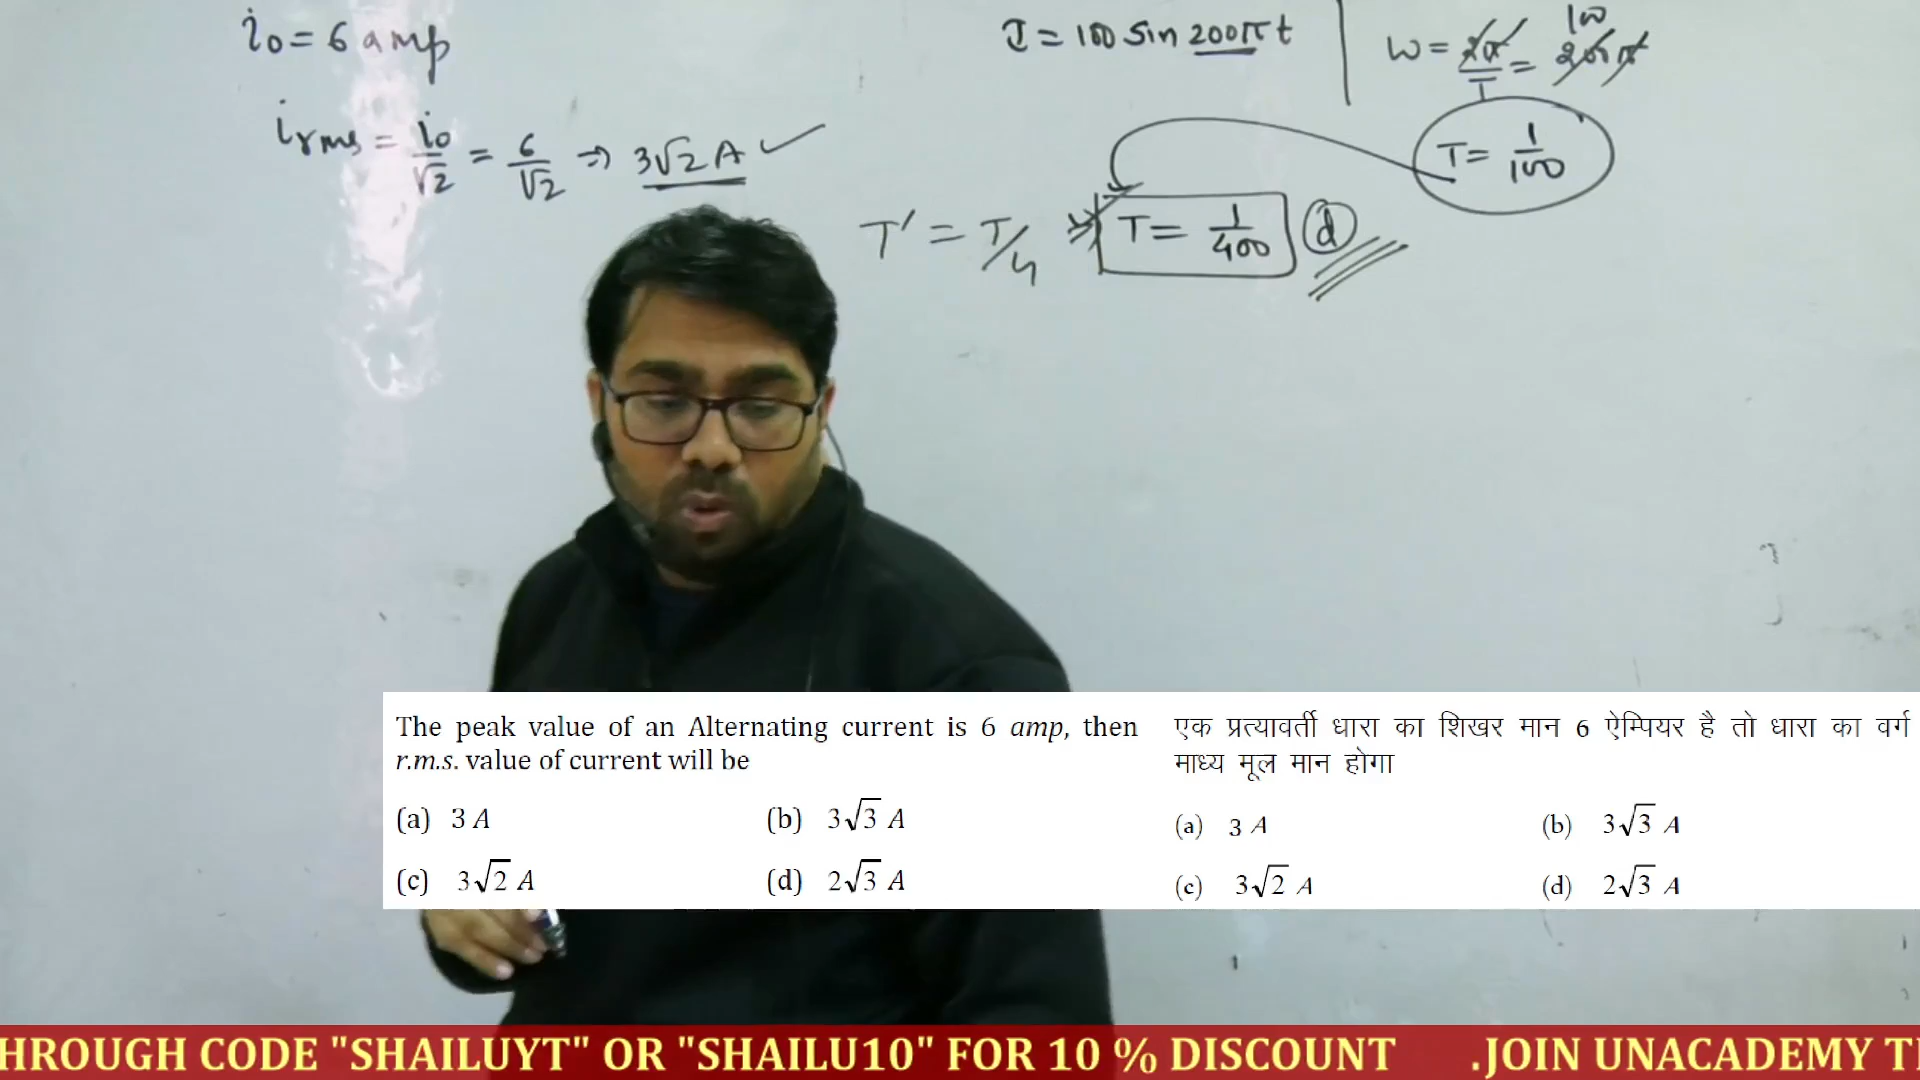 i₀ = 6 amp
i rms = i₀/√2 = 6/√2 ⇒ 3√2 A ✓
I = 100 sin 200πt
ω = 2π/T = 200π 100
T = 1/100
T' = T/4 ⇒ T = 1/400 (d)
The peak value of an Alternating current is 6 amp, then
r.m.s. value of current will be
(a) 3 A (b) 3√3 A
(c) 3√2 A (d) 2√3 A
एक प्रत्यावर्ती धारा का शिखर मान 6 ऐम्पियर है तो धारा का वर्ग
माध्य मूल मान होगा
(a) 3 A (b) 3√3 A
(c) 3√2 A (d) 2√3 A
HROUGH CODE "SHAILUYT" OR "SHAILU10" FOR 10 % DISCOUNT .JOIN UNACADEMY T